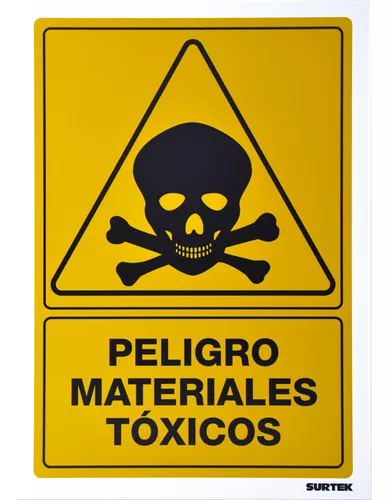 PELIGRO
MATERIALES
TÓXICOS
SURTEK